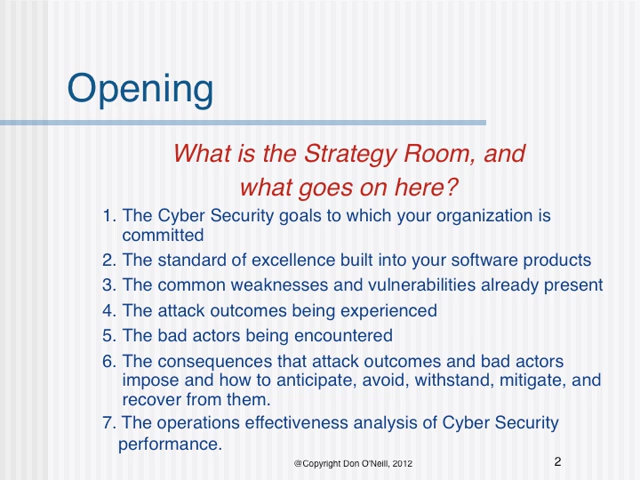 Opening
What is the Strategy Room, and
what goes on here?
1. The Cyber Security goals to which your organization is
committed
2. The standard of excellence built into your software products
3. The common weaknesses and vulnerabilities already present
4. The attack outcomes being experienced
5. The bad actors being encountered
6. The consequences that attack outcomes and bad actors
impose and how to anticipate, avoid, withstand, mitigate, and
recover from them.
7. The operations effectiveness analysis of Cyber Security
performance.
@Copyright Don O'Neill, 2012
2